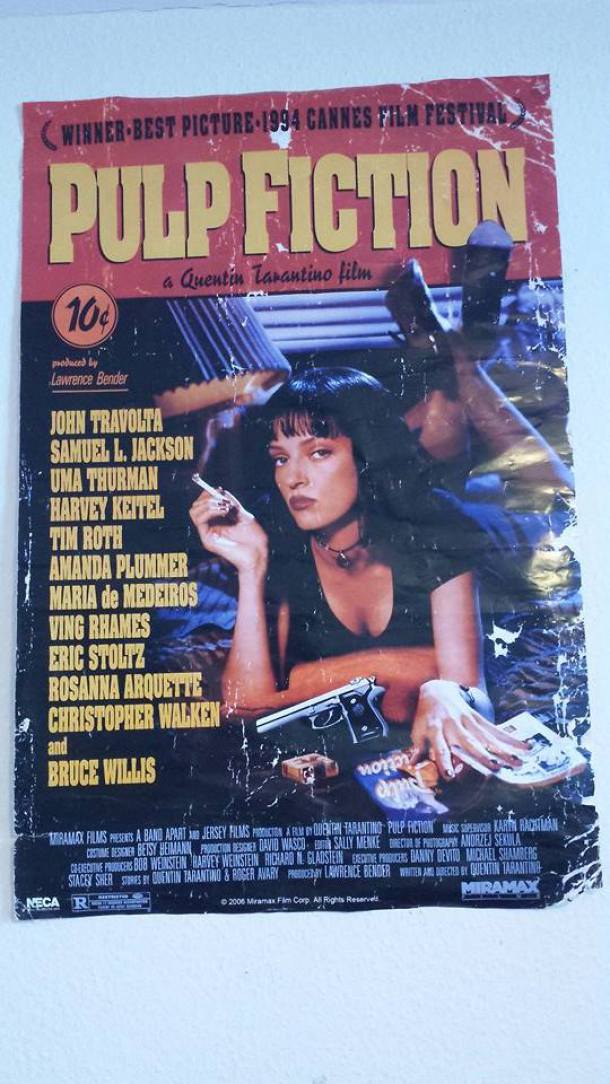 WINNER·BEST PICTURE·1994 CANNES FILM FESTIVAL
PULP FICTION
a Quentin Tarantino film
10¢
produced by
Lawrence Bender
JOHN TRAVOLTA
SAMUEL L. JACKSON
UMA THURMAN
HARVEY KEITEL
TIM ROTH
AMANDA PLUMMER
MARIA de MEDEIROS
VING RHAMES
ERIC STOLTZ
ROSANNA ARQUETTE
CHRISTOPHER WALKEN
and
BRUCE WILLIS
Pulp
Fiction
MIRAMAX FILMS PRESENTS A BAND APART AND JERSEY FILMS PRODUCTION A FILM BY QUENTIN TARANTINO PULP FICTION MUSIC SUPERVISOR KARYN RACHTMAN
COSTUME DESIGNER BETSY HEIMANN PRODUCTION DESIGNER DAVID WASCO EDITOR SALLY MENKE DIRECTOR OF PHOTOGRAPHY ANDRZEJ SEKULA
CO-EXECUTIVE PRODUCERS BOB WEINSTEIN HARVEY WEINSTEIN RICHARD N. GLADSTEIN EXECUTIVE PRODUCERS DANNY DEVITO MICHAEL SHAMBERG
STACEY SHER STORIES BY QUENTIN TARANTINO & ROGER AVARY PRODUCED BY LAWRENCE BENDER WRITTEN AND DIRECTED BY QUENTIN TARANTINO
NECA
R RESTRICTED
© 2006 Miramax Film Corp. All Rights Reserved.
MIRAMAX